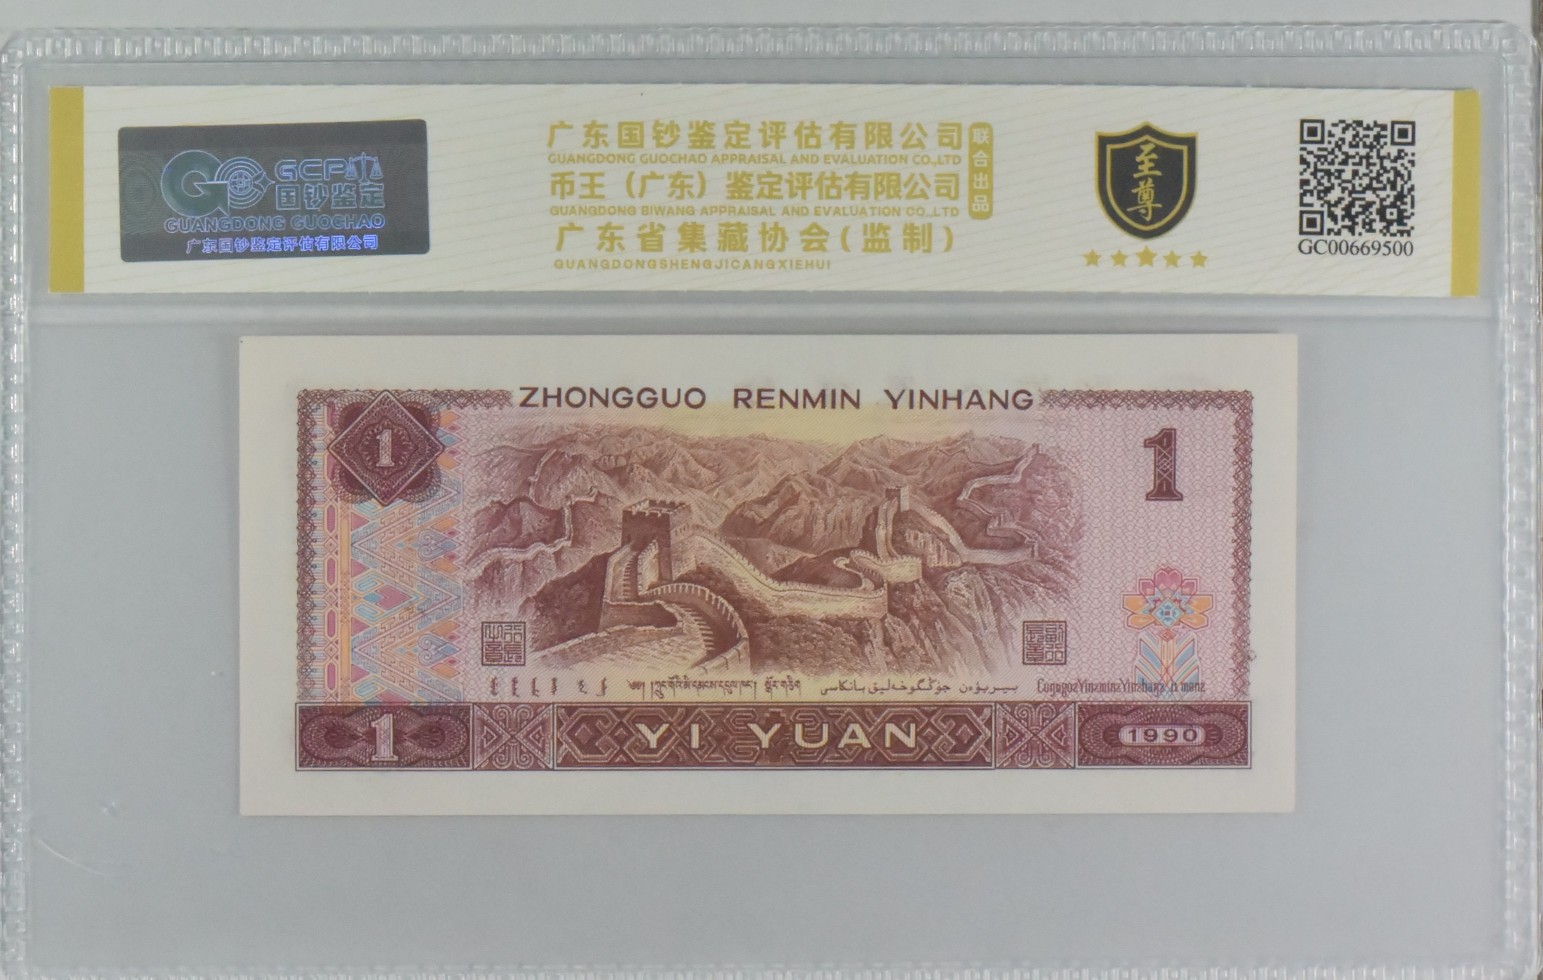 GCP
国钞鉴定
GUANGDONG GUOCHAO
广东国钞鉴定评估有限公司
广东国钞鉴定评估有限公司
GUANGDONG GUOCHAO APPRAISAL AND EVALUATION CO.,LTD
币王（广东）鉴定评估有限公司
GUANGDONG BIWANG APPRAISAL AND EVALUATION CO.,LTD
广东省集藏协会(监制)
GUANGDONGSHENGJICANGXIEHUI
联合出品
至尊
GC00669500
ZHONGGUO RENMIN YINHANG
1
1
1
YI YUAN
1990